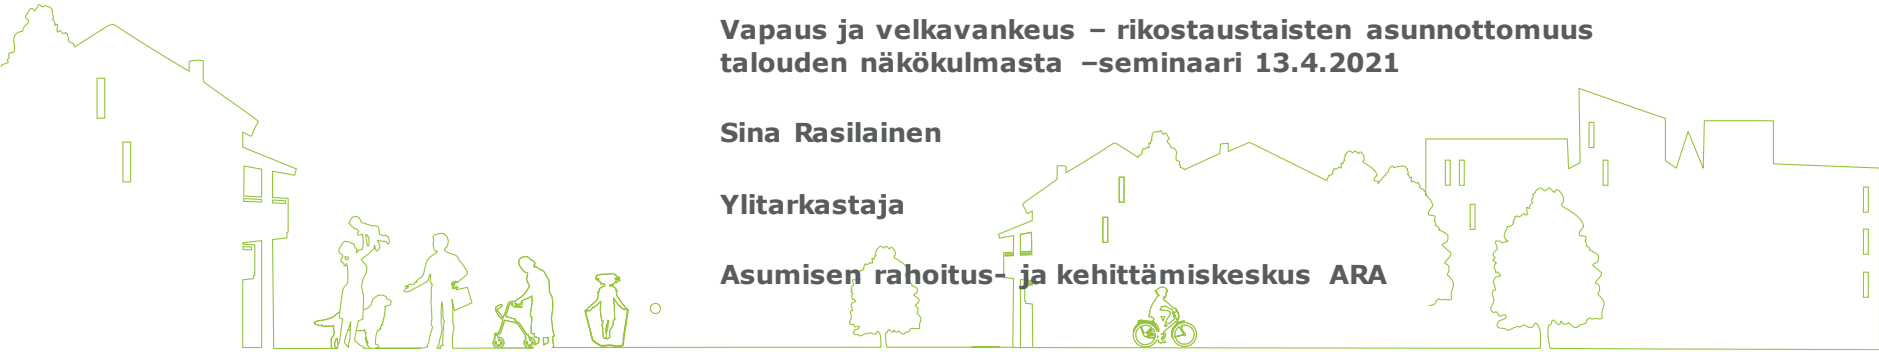 Vapaus ja velkavankeus – rikostaustaisten asunnottomuus
talouden näkökulmasta –seminaari 13.4.2021
Sina Rasilainen
Ylitarkastaja
Asumisen rahoitus- ja kehittämiskeskus ARA